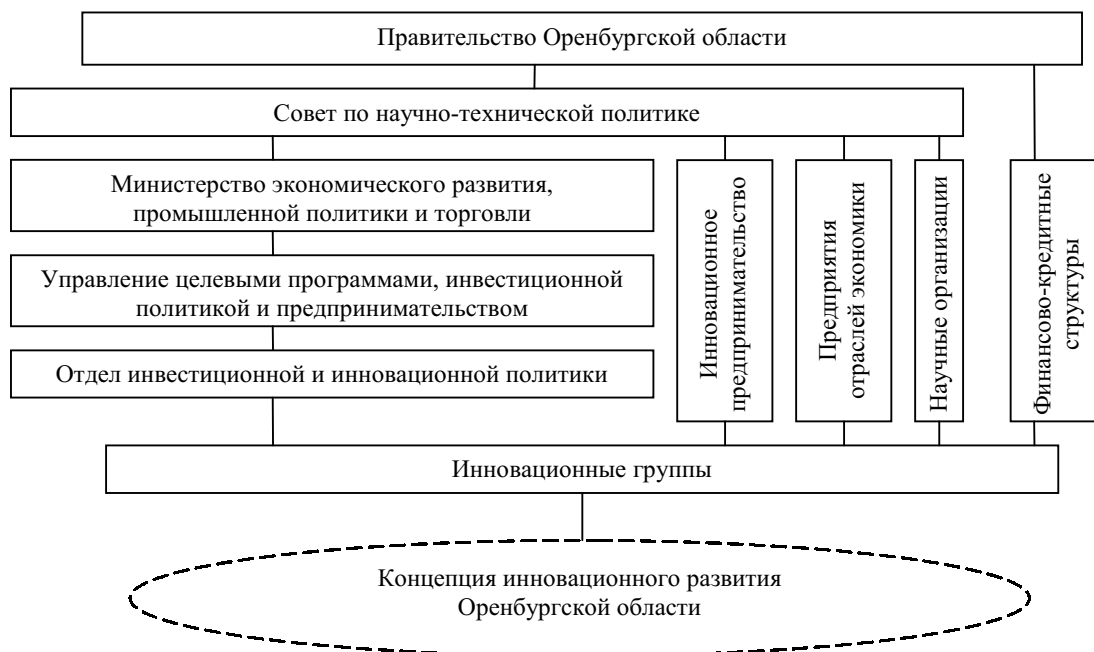 Правительство Оренбургской области
Совет по научно-технической политике
Министерство экономического развития,
промышленной политики и торговли
Управление целевыми программами, инвестиционной
политикой и предпринимательством
Отдел инвестиционной и инновационной политики
Инновационное
предпринимательство
Предприятия
отраслей экономики
Научные организации
Финансово-кредитные
структуры
Инновационные группы
Концепция инновационного развития
Оренбургской области